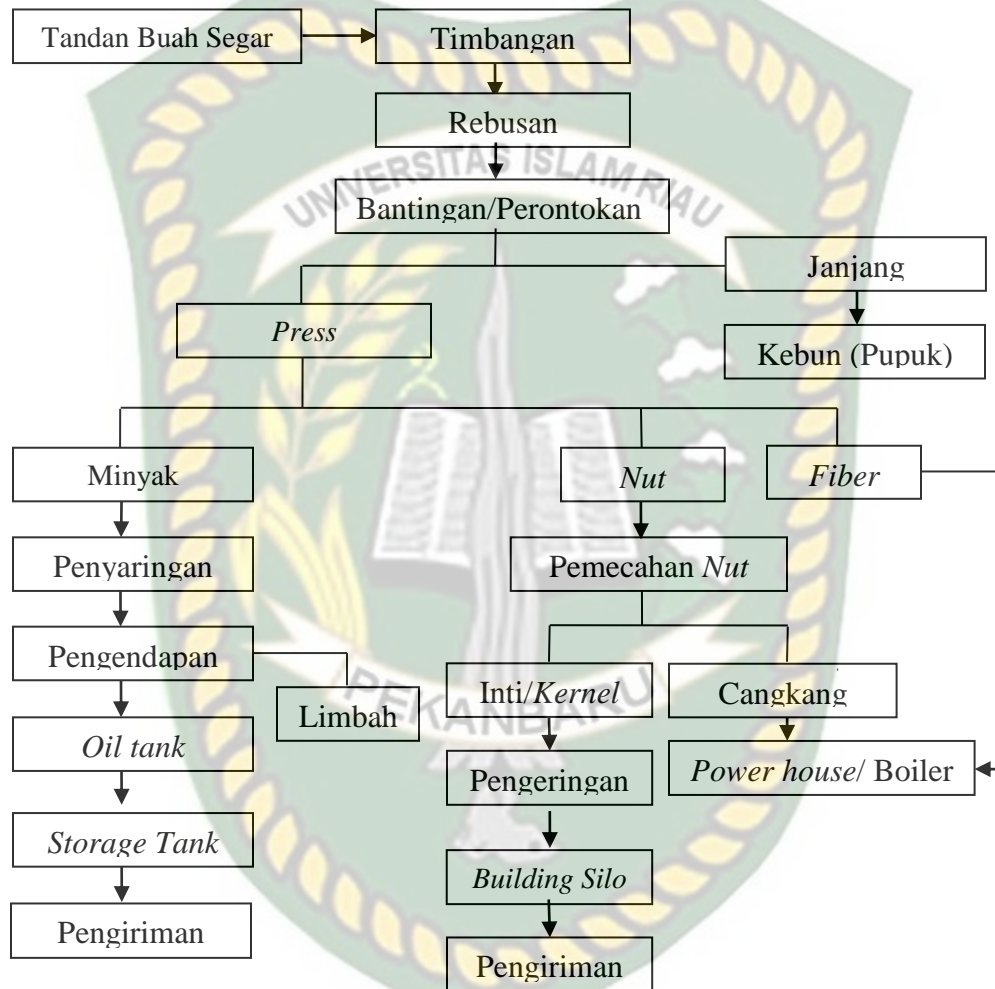 Tandan Buah Segar
Timbangan
Rebusan
UNIVERSITAS ISLAM RIAU
Bantingan/Perontokan
Janjang
Press
Kebun (Pupuk)
Minyak
Nut
Fiber
Penyaringan
Pemecahan Nut
Pengendapan
Limbah
Inti/Kernel
Cangkang
PEKANBARU
Oil tank
Pengeringan
Power house/ Boiler
Storage Tank
Building Silo
Pengiriman
Pengiriman